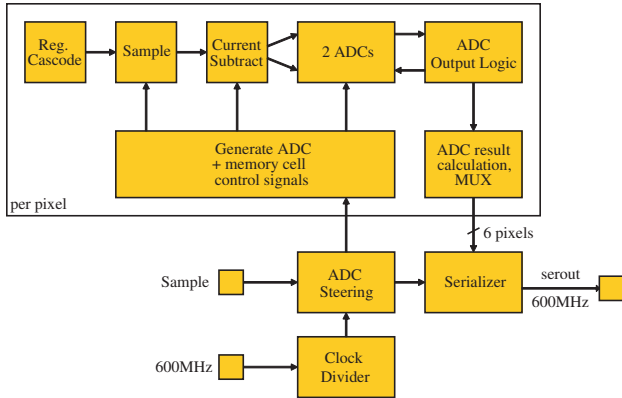 Reg.
Cascode
Sample
Current
Subtract
2 ADCs
ADC
Output Logic
Generate ADC
+ memory cell
control signals
ADC result
calculation,
MUX
per pixel
6 pixels
Sample
ADC
Steering
Serializer
serout
600MHz
600MHz
Clock
Divider